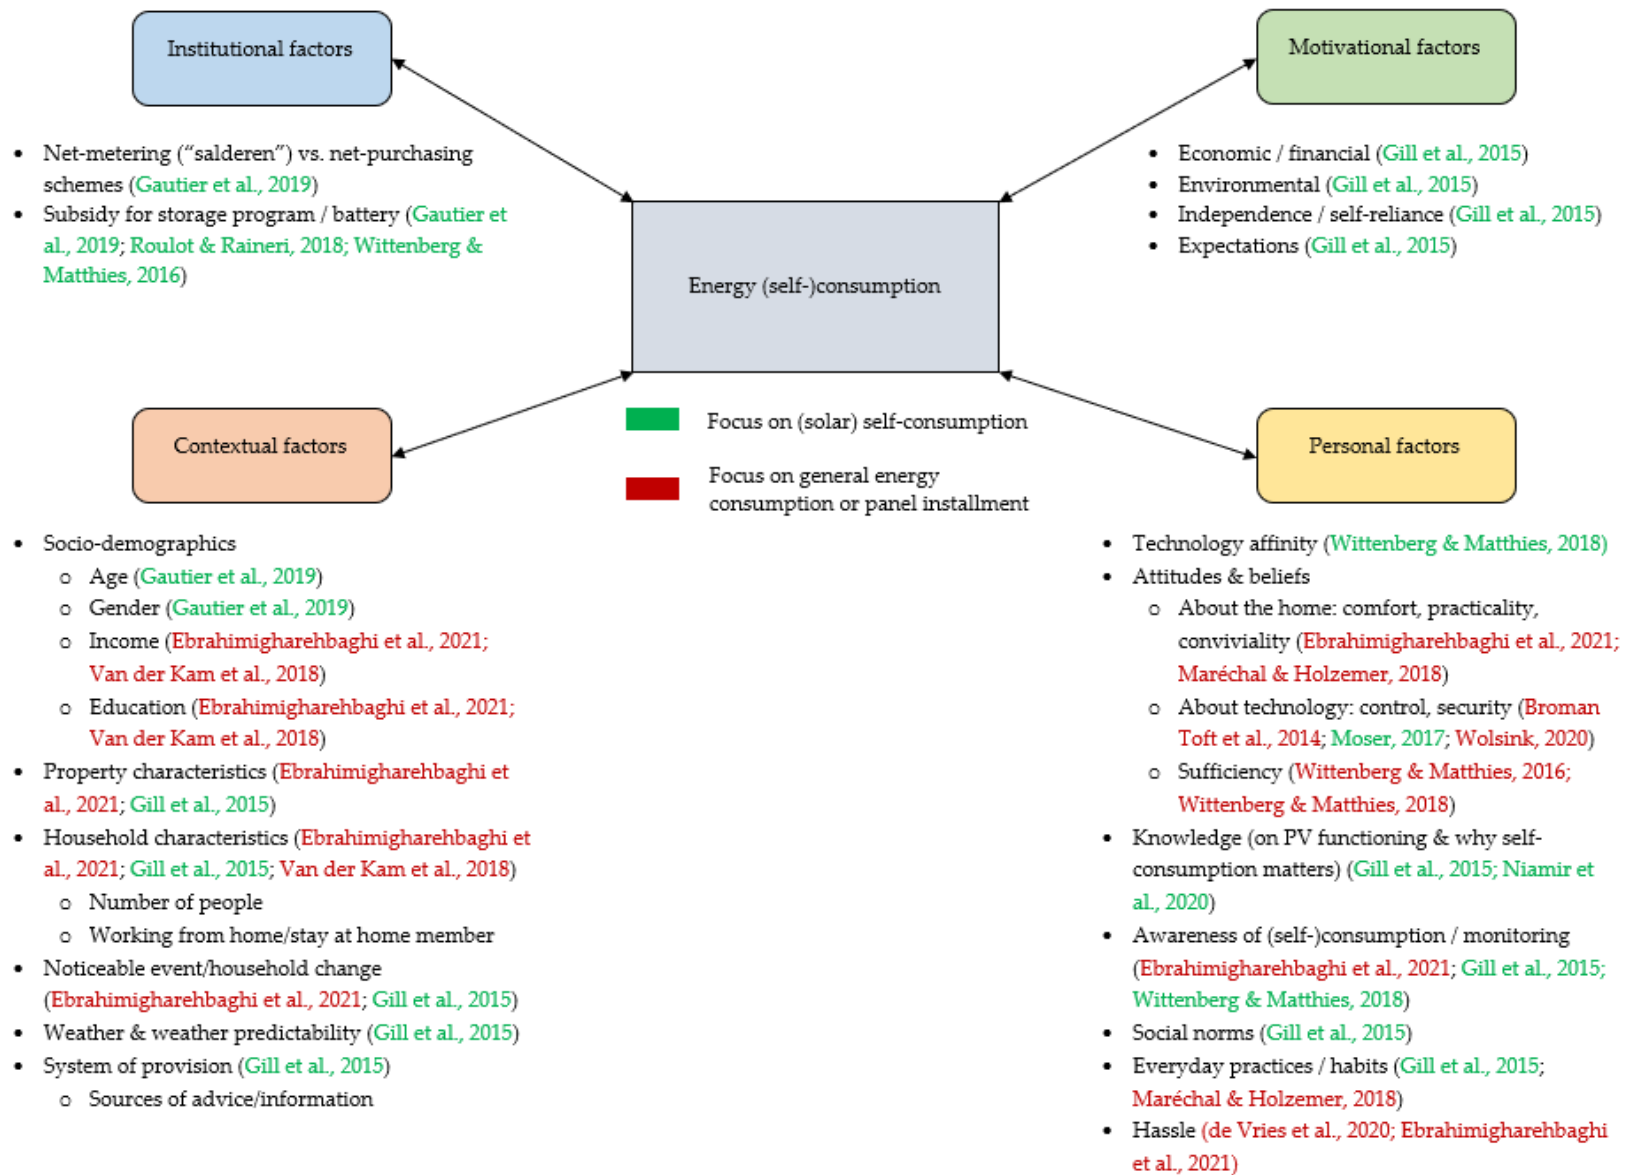 Institutional factors
• Net-metering (“salderen”) vs. net-purchasing
schemes (Gautier et al., 2019)
• Subsidy for storage program / battery (Gautier et
al., 2019; Roulot & Raineri, 2018; Wittenberg &
Matthies, 2016)
Motivational factors
• Economic / financial (Gill et al., 2015)
• Environmental (Gill et al., 2015)
• Independence / self-reliance (Gill et al., 2015)
• Expectations (Gill et al., 2015)
Energy (self-)consumption
Focus on (solar) self-consumption
Focus on general energy
consumption or panel installment
Contextual factors
• Socio-demographics
o Age (Gautier et al., 2019)
o Gender (Gautier et al., 2019)
o Income (Ebrahimigharehbaghi et al., 2021;
Van der Kam et al., 2018)
o Education (Ebrahimigharehbaghi et al., 2021;
Van der Kam et al., 2018)
• Property characteristics (Ebrahimigharehbaghi et
al., 2021; Gill et al., 2015)
• Household characteristics (Ebrahimigharehbaghi et
al., 2021; Gill et al., 2015; Van der Kam et al., 2018)
o Number of people
o Working from home/stay at home member
• Noticeable event/household change
(Ebrahimigharehbaghi et al., 2021; Gill et al., 2015)
• Weather & weather predictability (Gill et al., 2015)
• System of provision (Gill et al., 2015)
o Sources of advice/information
Personal factors
• Technology affinity (Wittenberg & Matthies, 2018)
• Attitudes & beliefs
o About the home: comfort, practicality,
conviviality (Ebrahimigharehbaghi et al., 2021;
Maréchal & Holzemer, 2018)
o About technology: control, security (Broman
Toft et al., 2014; Moser, 2017; Wolsink, 2020)
o Sufficiency (Wittenberg & Matthies, 2016;
Wittenberg & Matthies, 2018)
• Knowledge (on PV functioning & why self-
consumption matters) (Gill et al., 2015; Niamir et
al., 2020)
• Awareness of (self-)consumption / monitoring
(Ebrahimigharehbaghi et al., 2021; Gill et al., 2015;
Wittenberg & Matthies, 2018)
• Social norms (Gill et al., 2015)
• Everyday practices / habits (Gill et al., 2015;
Maréchal & Holzemer, 2018)
• Hassle (de Vries et al., 2020; Ebrahimigharehbaghi
et al., 2021)